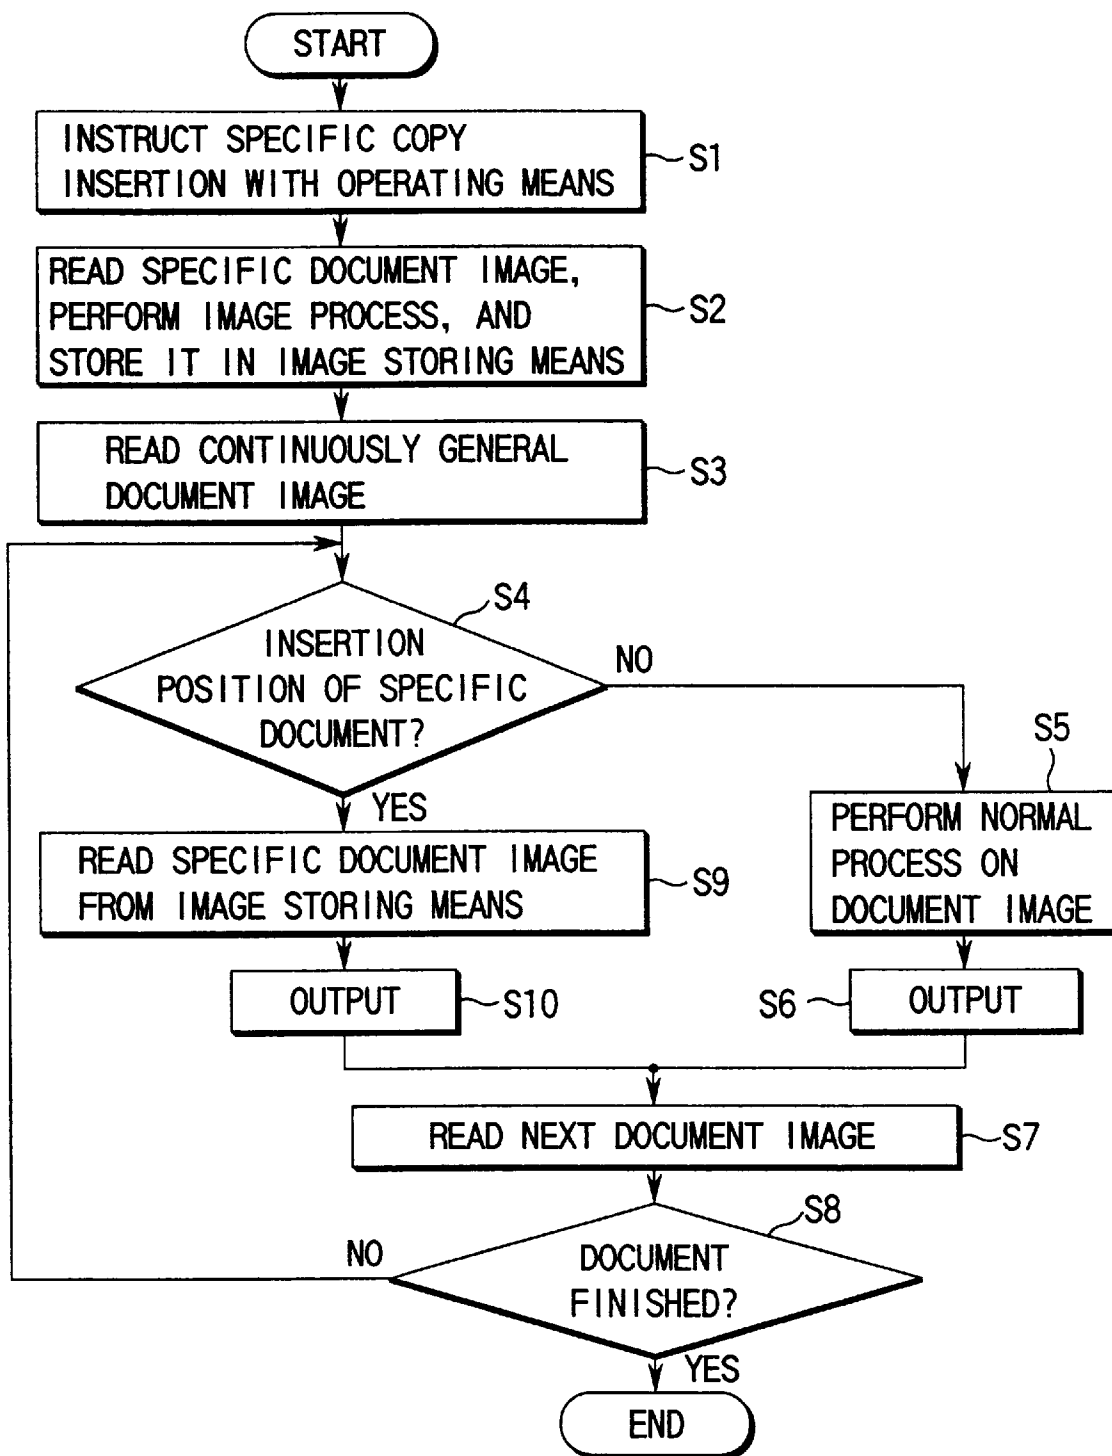 START
INSTRUCT SPECIFIC COPY
INSERTION WITH OPERATING MEANS
S1
READ SPECIFIC DOCUMENT IMAGE,
PERFORM IMAGE PROCESS, AND
STORE IT IN IMAGE STORING MEANS
S2
READ CONTINUOUSLY GENERAL
DOCUMENT IMAGE
S3
S4
INSERTION
POSITION OF SPECIFIC
DOCUMENT?
NO
YES
S5
PERFORM NORMAL
PROCESS ON
DOCUMENT IMAGE
READ SPECIFIC DOCUMENT IMAGE
FROM IMAGE STORING MEANS
S9
OUTPUT
S10
S6
OUTPUT
READ NEXT DOCUMENT IMAGE
S7
S8
DOCUMENT
FINISHED?
NO
YES
END